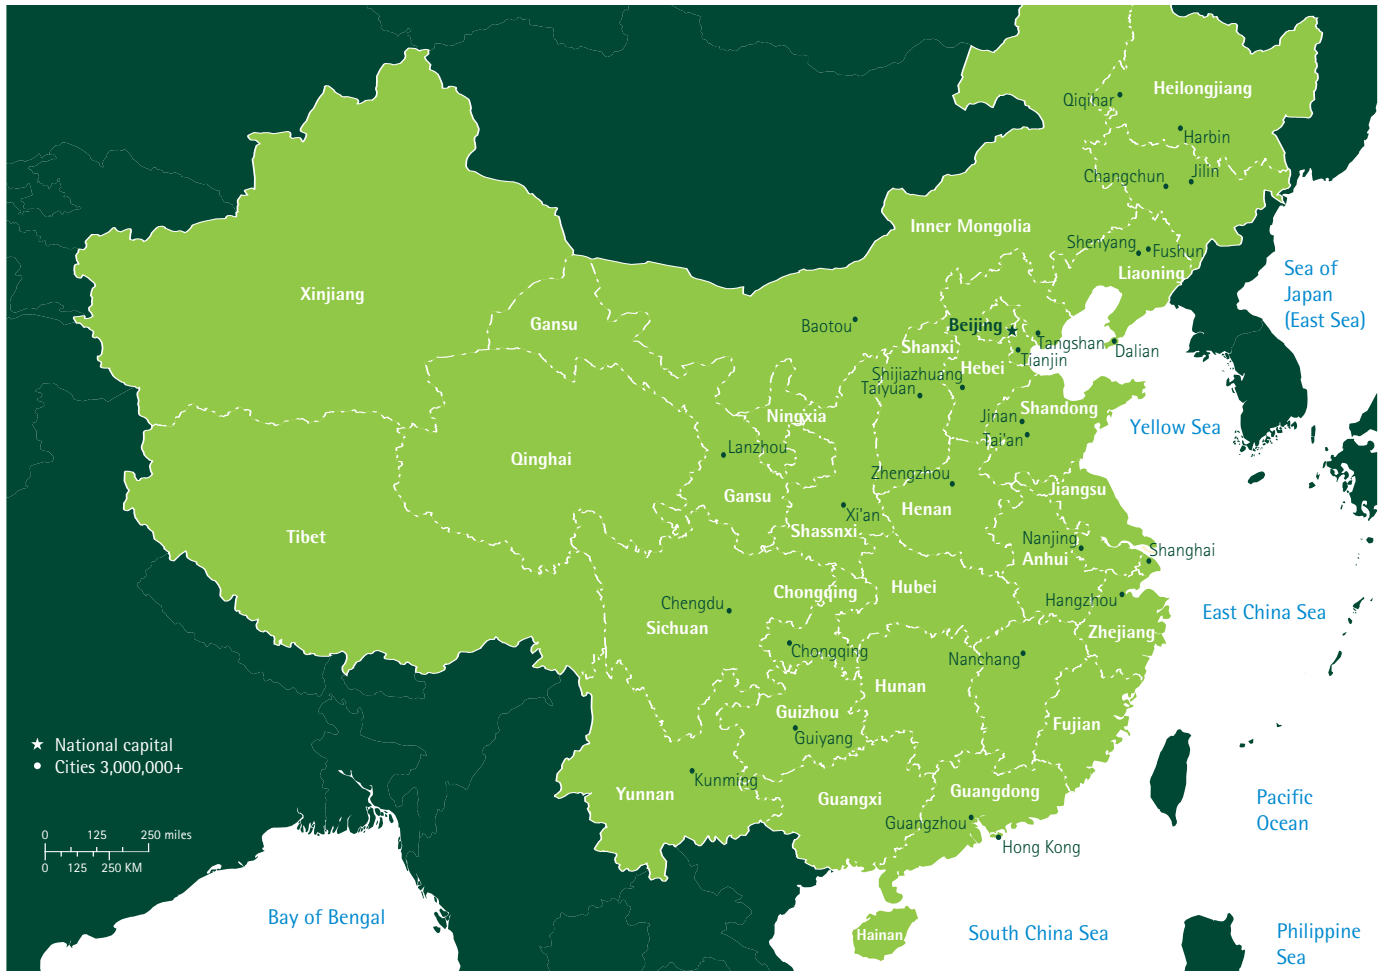 Heilongjiang
Qiqihar
Harbin
Jilin
Changchun
Inner Mongolia
Shenyang
Fushun
Liaoning
Sea of
Japan
(East Sea)
Xinjiang
Gansu
Baotou
Beijing
Tangshan
Dalian
Tianjin
Shanxi
Hebei
Shijiazhuang
Taiyuan
Ningxia
Jinan
Shandong
Tai'an
Yellow Sea
Lanzhou
Qinghai
Zhengzhou
Gansu
Jiangsu
Henan
Xi'an
Shassnxi
Tibet
Nanjing
Anhui
Shanghai
Chongqing
Hubei
Hangzhou
Chengdu
Sichuan
East China Sea
Zhejiang
Chongqing
Nanchang
Hunan
Guizhou
Guiyang
Fujian
National capital
Cities 3,000,000+
Kunming
Yunnan
Guangxi
Guangdong
Guangzhou
Hong Kong
Pacific
Ocean
0 125 250 miles
0 125 250 KM
Bay of Bengal
Hainan
South China Sea
Philippine
Sea